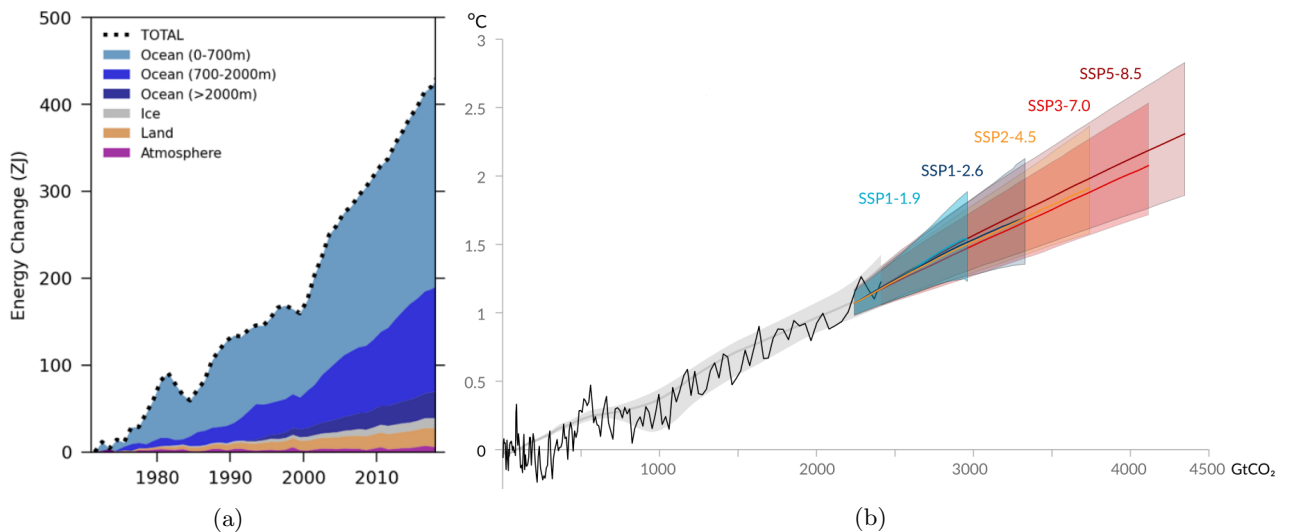 500
400
300
200
100
0
Energy Change (ZJ)
TOTAL
Ocean (0-700m)
Ocean (700-2000m)
Ocean (>2000m)
Ice
Land
Atmosphere
1980 1990 2000 2010
(a)
ºC
3
2.5
2
1.5
1
0.5
0
SSP5-8.5
SSP3-7.0
SSP2-4.5
SSP1-2.6
SSP1-1.9
1000 2000 3000 4000 4500 GtCO₂
(b)